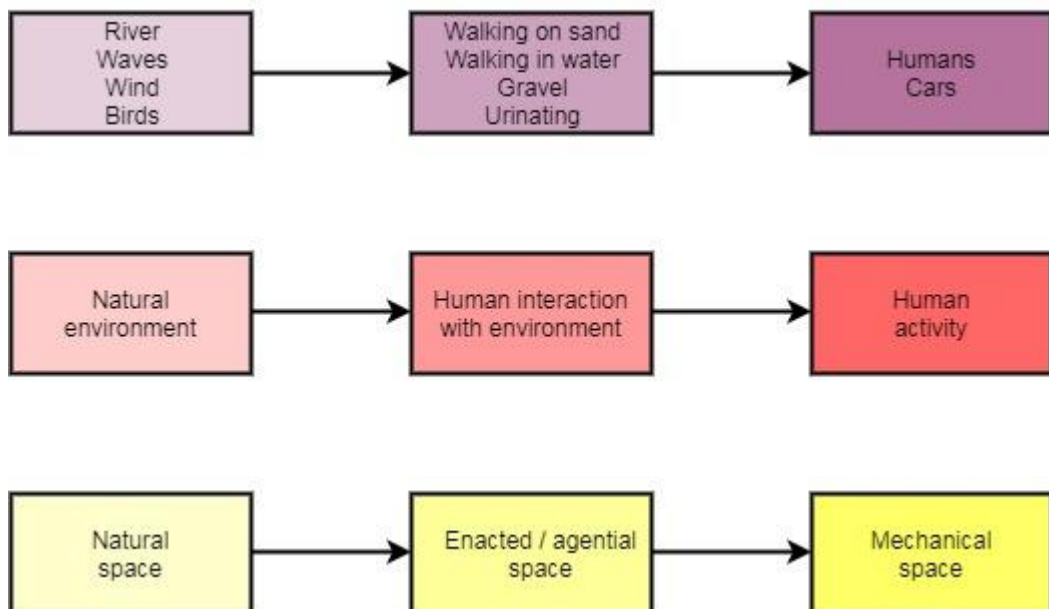 River
Waves
Wind
Birds
Walking on sand
Walking in water
Gravel
Urinating
Humans
Cars
Natural
environment
Human interaction
with environment
Human
activity
Natural
space
Enacted / agential
space
Mechanical
space